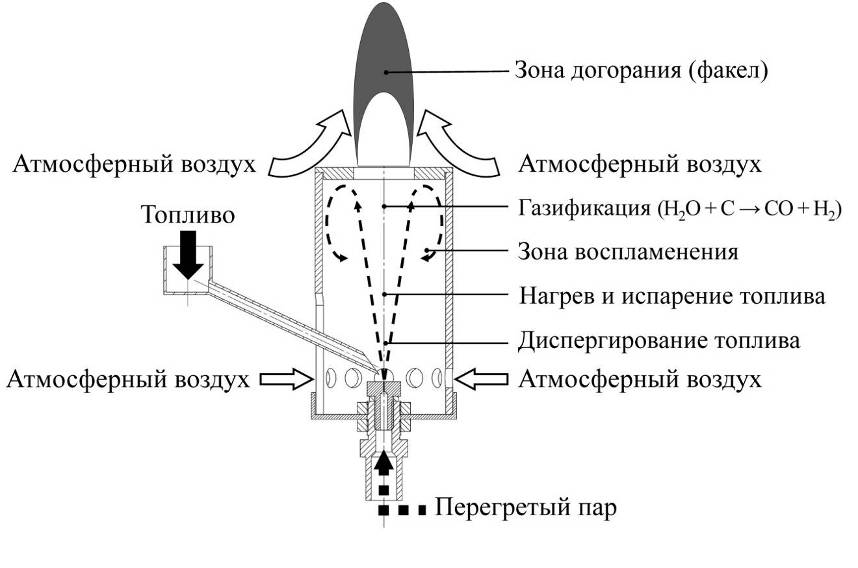 Зона догорания (факел)
Атмосферный воздух
Атмосферный воздух
Топливо
Газификация (H₂O + C → CO + H₂)
Зона воспламенения
Нагрев и испарение топлива
Диспергирование топлива
Атмосферный воздух
Атмосферный воздух
Перегретый пар